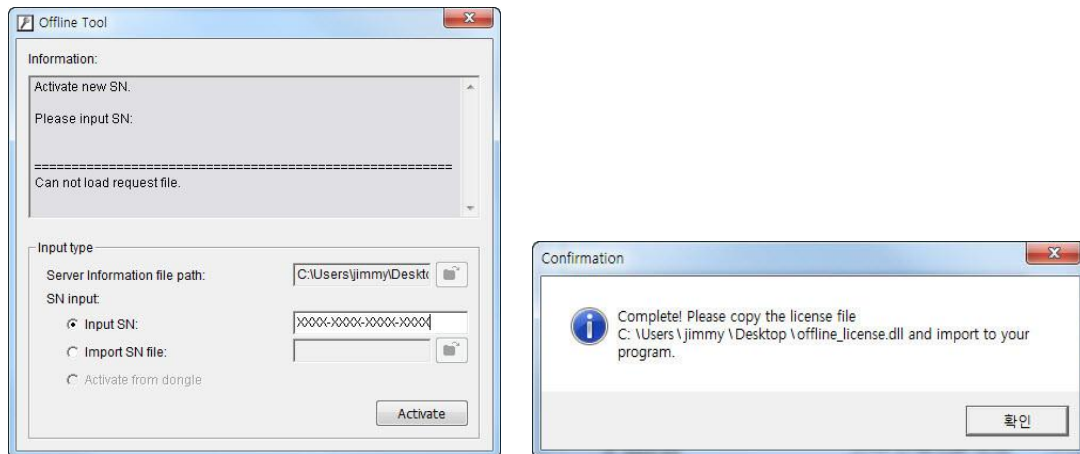 Offline Tool
Information:
Activate new SN.
Please input SN:
========================================================
Can not load request file.
Input type
Server Information file path:
C:\Users\jimmy\Deskt
SN input:
Input SN:
XXXX-XXXX-XXXX-XXXX
Import SN file:
Activate from dongle
Activate
Confirmation
Complete! Please copy the license file
C: \Users \ jimmy \ Desktop \ offline_license.dll and import to your
program.
확인